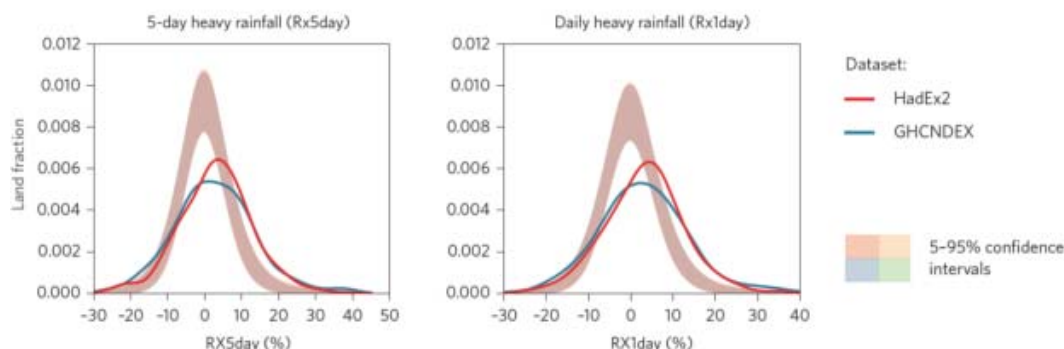 5-day heavy rainfall (Rx5day)
0.012
0.010
0.008
0.006
0.004
0.002
0.000
Land fraction
-30 -20 -10 0 10 20 30 40 50
RX5day (%)
Daily heavy rainfall (Rx1day)
0.012
0.010
0.008
0.006
0.004
0.002
0.000
-30 -20 -10 0 10 20 30 40
RX1day (%)
Dataset:
HadEx2
GHCNDEX
5–95% confidence
intervals